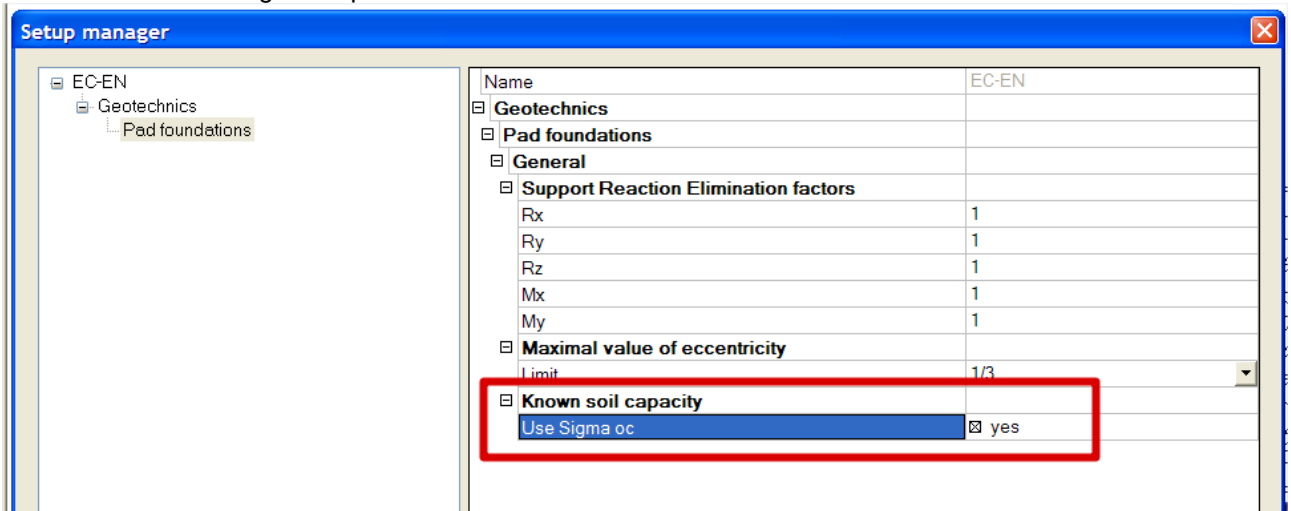 Setup manager
EC-EN
Geotechnics
Pad foundations
Name EC-EN
Geotechnics
Pad foundations
General
Support Reaction Elimination factors
Rx 1
Ry 1
Rz 1
Mx 1
My 1
Maximal value of eccentricity
Limit 1/3
Known soil capacity
Use Sigma oc yes